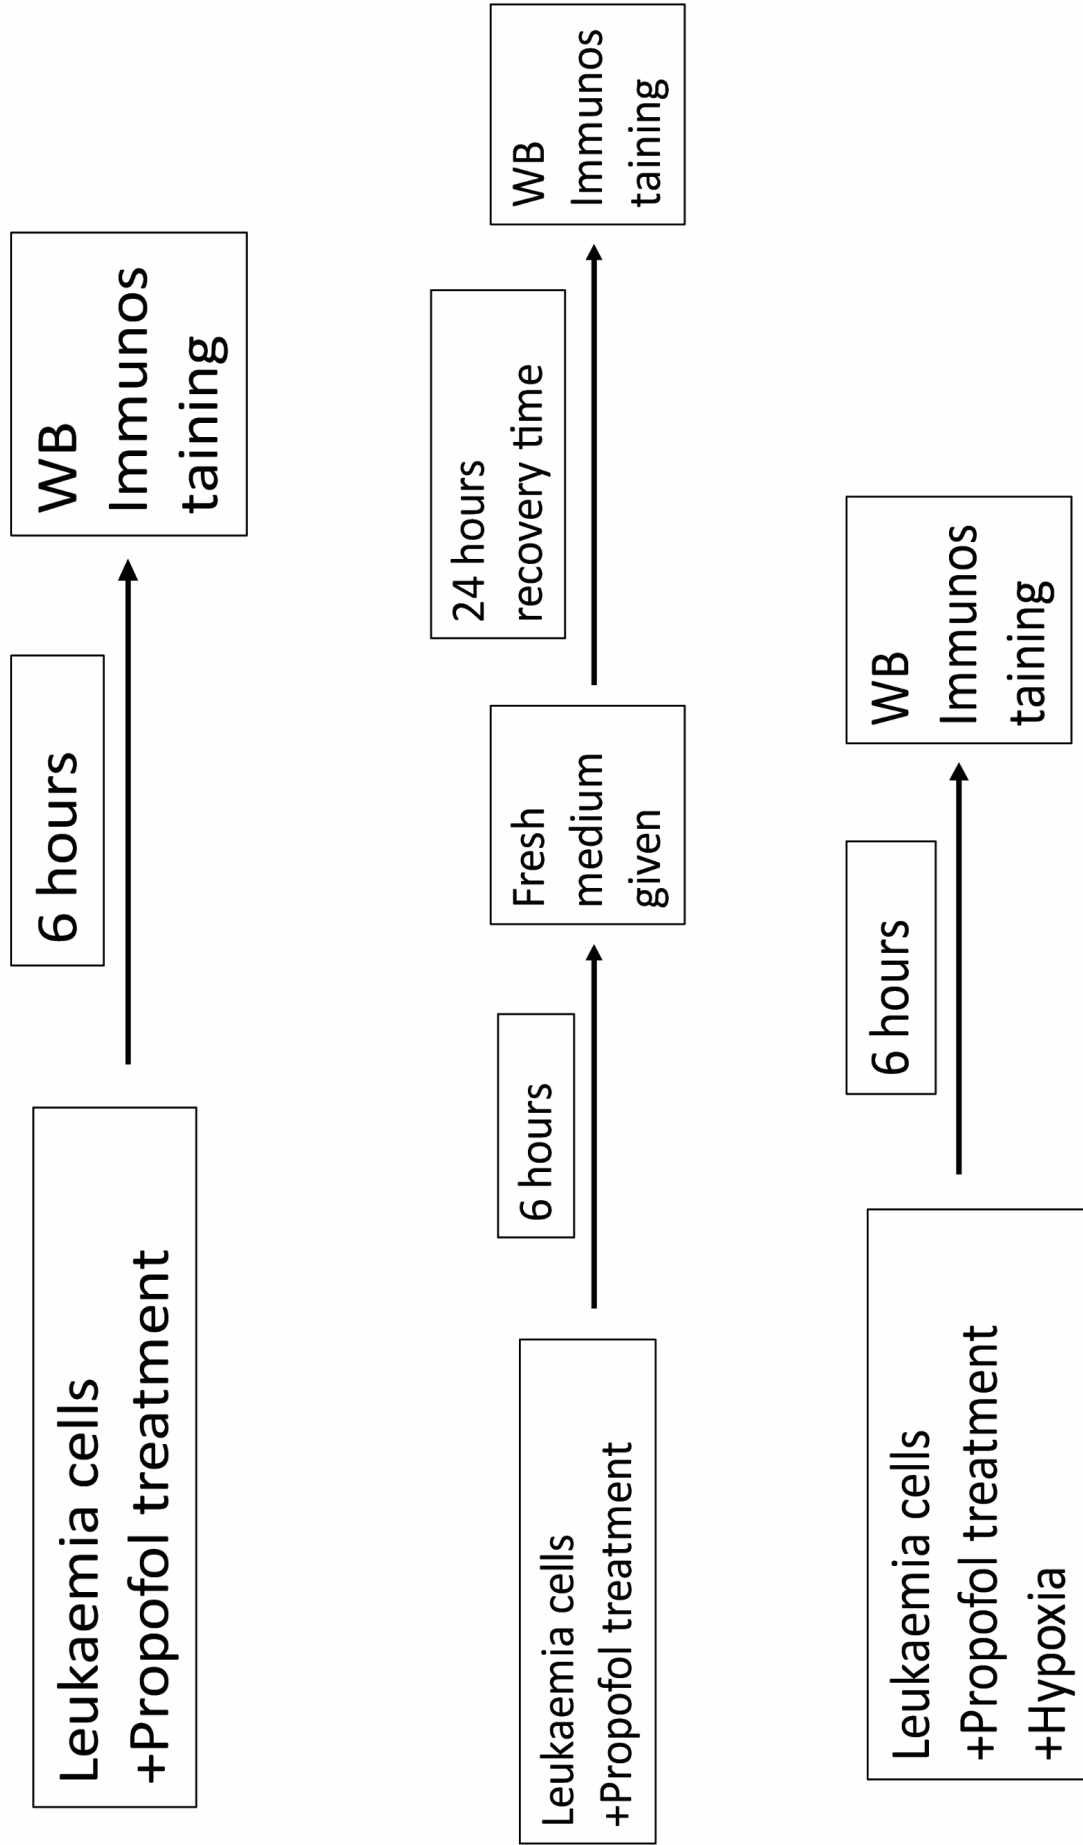 Leukaemia cells
+Propofol treatment
6 hours
WB
Immunos
taining
Leukaemia cells
+Propofol treatment
6 hours
Fresh
medium
given
24 hours
recovery time
WB
Immunos
taining
Leukaemia cells
+Propofol treatment
+Hypoxia
6 hours
WB
Immunos
taining